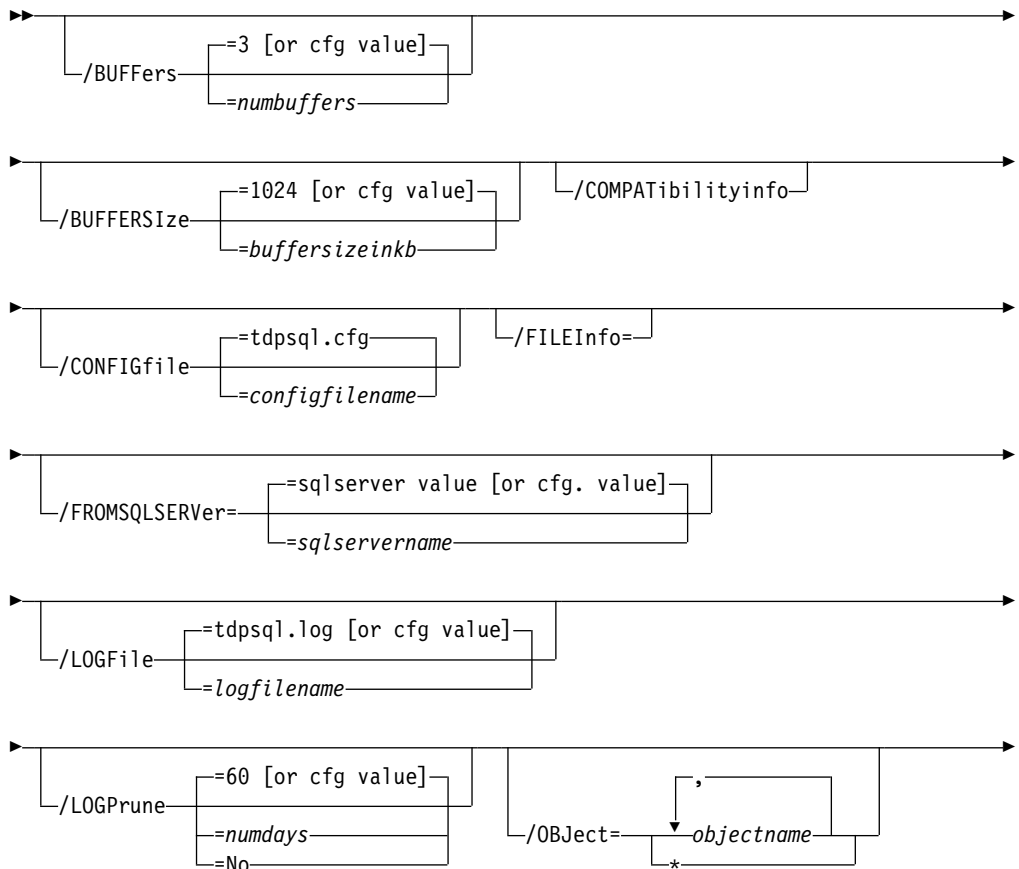 =3 [or cfg value]
/BUFFers
=numbuffers
=1024 [or cfg value]
/COMPATibilityinfo
/BUFFERSIze
=buffersizeinkb
=tdpsql.cfg
/FILEInfo=
/CONFIGfile
=configfilename
=sqlserver value [or cfg. value]
/FROMSQLSERVer=
=sqlservername
=tdpsql.log [or cfg value]
/LOGFile
=logfilename
=60 [or cfg value]
,
/LOGPrune
=numdays
/OBJect=
objectname
=No
*